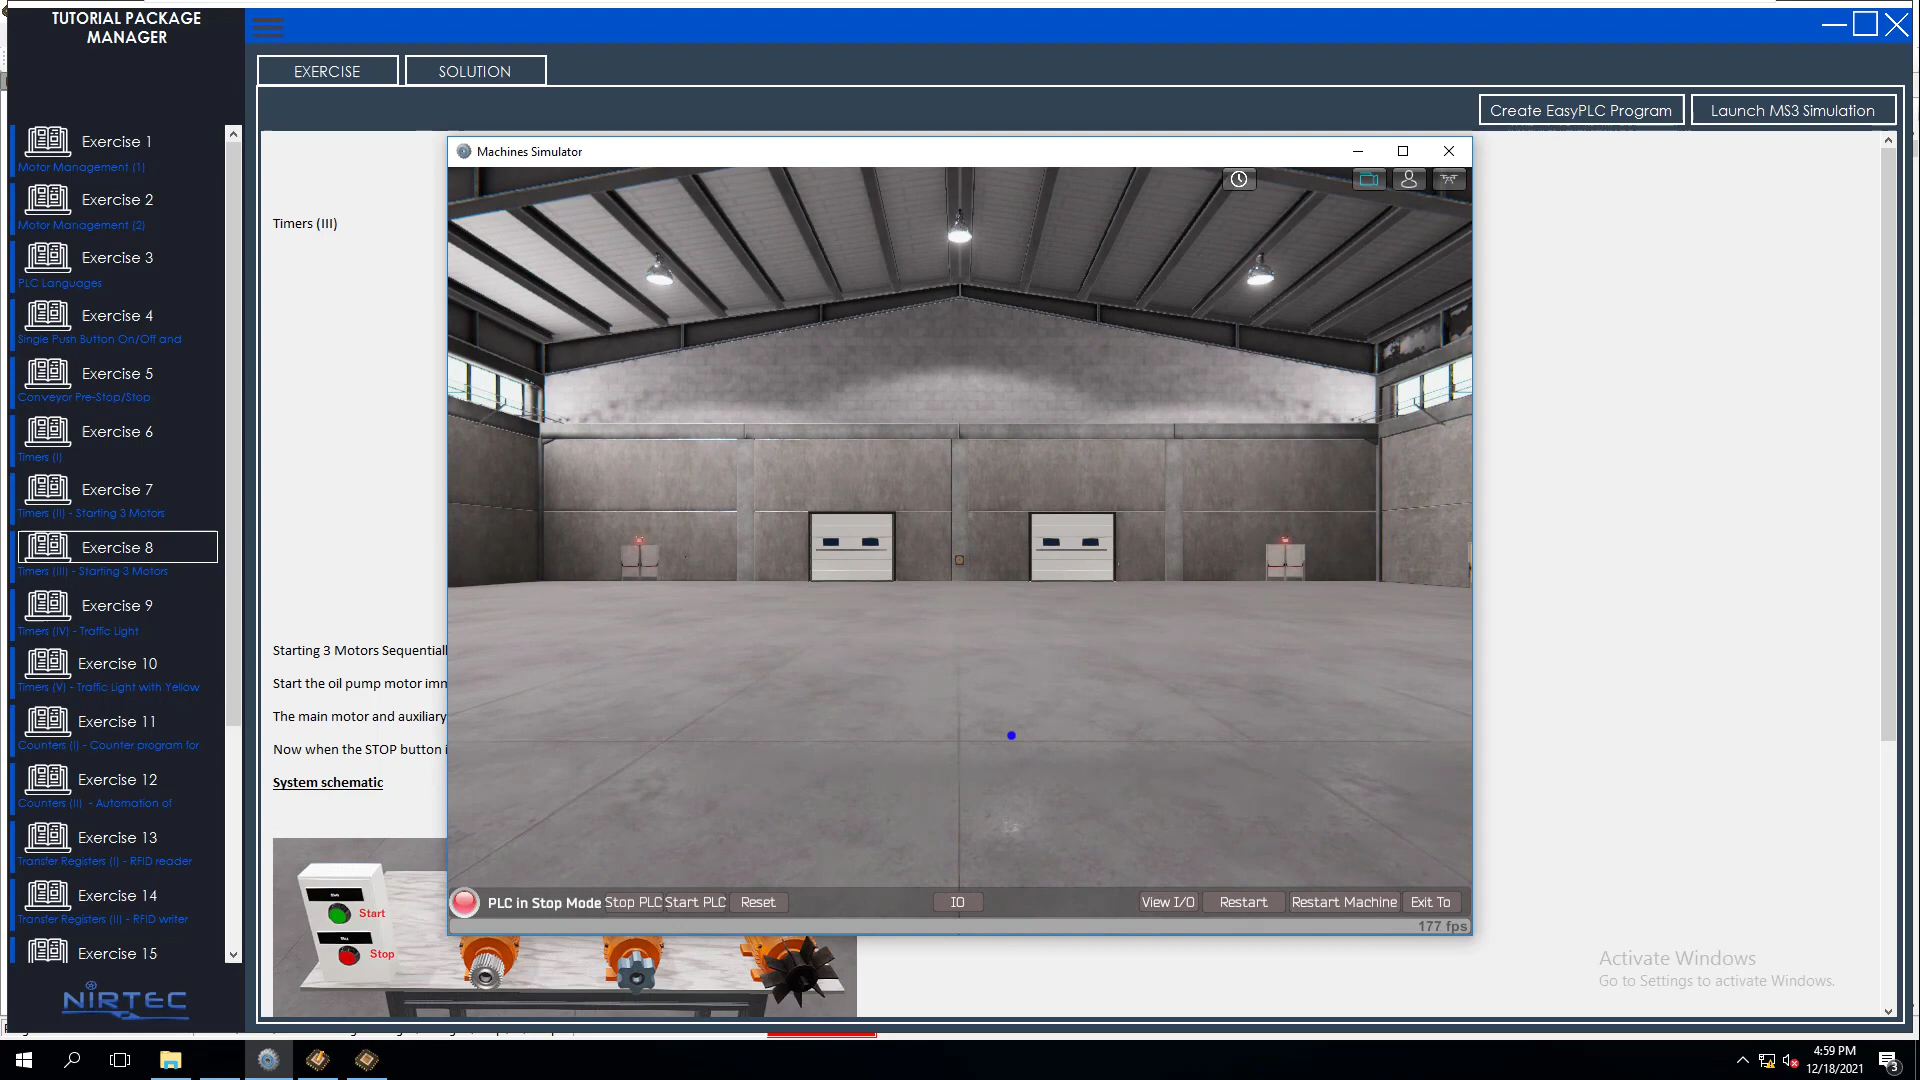 TUTORIAL PACKAGE
MANAGER
EXERCISE
SOLUTION
Create EasyPLC Program
Launch MS3 Simulation
Exercise 1
Motor Management (1)
Exercise 2
Motor Management (2)
Exercise 3
PLC Languages
Exercise 4
Single Push Button On/Off and
Exercise 5
Conveyor Pre-Stop/Stop
Exercise 6
Timers (I)
Exercise 7
Timers (II) - Starting 3 Motors
Exercise 8
Timers (III) - Starting 3 Motors
Exercise 9
Timers (IV) - Traffic Light
Exercise 10
Timers (V) - Traffic Light with Yellow
Exercise 11
Counters (I) - Counter program for
Exercise 12
Counters (II) - Automation of
Exercise 13
Transfer Registers (I) - RFID reader
Exercise 14
Transfer Registers (II) - RFID writer
Exercise 15
NIRTEC
Timers (III)
Starting 3 Motors Sequentiall
Start the oil pump motor imm
The main motor and auxiliary
Now when the STOP button i
System schematic
Start
Stop
Machines Simulator
PLC in Stop Mode
Stop PLC
Start PLC
Reset
IO
View I/O
Restart
Restart Machine
Exit To
177 fps
Activate Windows
Go to Settings to activate Windows.
4:59 PM
12/18/2021
3